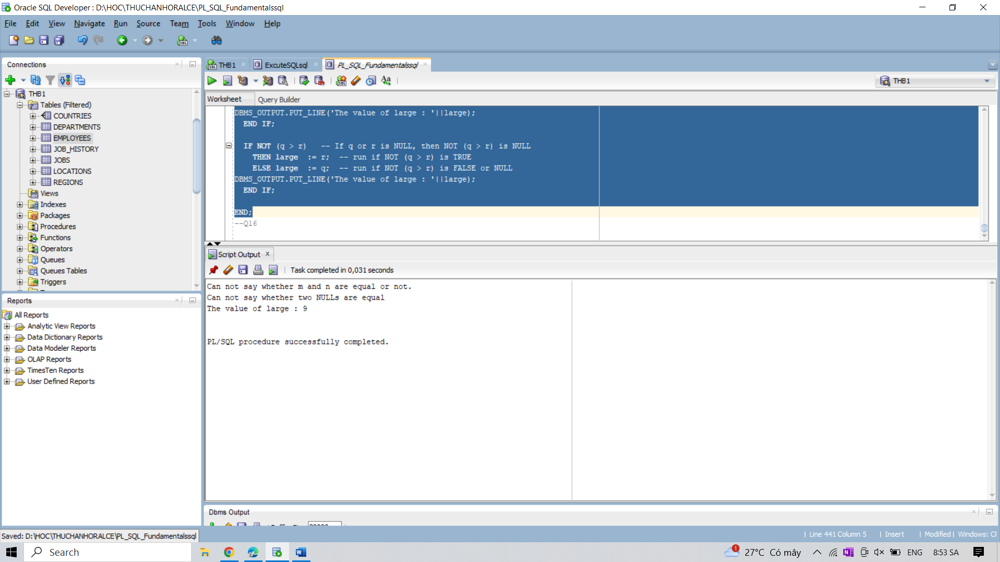 Oracle SQL Developer : D:\HOC\THUCHANHORALCE\PL_SQL_Fundamentalssql
File Edit View Navigate Run Source Team Tools Window Help
Connections
THB1
Tables (Filtered)
COUNTRIES
DEPARTMENTS
EMPLOYEES
JOB_HISTORY
JOBS
LOCATIONS
REGIONS
Views
Indexes
Packages
Procedures
Functions
Operators
Queues
Queues Tables
Triggers
Reports
All Reports
Analytic View Reports
Data Dictionary Reports
Data Modeler Reports
OLAP Reports
TimesTen Reports
User Defined Reports
THB1 ExcuteSQLsql PL_SQL_Fundamentalssql
THB1
Worksheet Query Builder
DBMS_OUTPUT.PUT_LINE('The value of large : '||large);
END IF;
IF NOT (q > r) -- If q or r is NULL, then NOT (q > r) is NULL
THEN large := r; -- run if NOT (q > r) is TRUE
ELSE large := q; -- run if NOT (q > r) is FALSE or NULL
DBMS_OUTPUT.PUT_LINE('The value of large : '||large);
END IF;
END;
--Q16
Script Output
Task completed in 0,031 seconds
Can not say whether m and n are equal or not.
Can not say whether two NULLs are equal
The value of large : 9
PL/SQL procedure successfully completed.
Dbms Output
Saved: D:\HOC\THUCHANHORALCE\PL_SQL_Fundamentalssql
Line 441 Column 5 | Insert | Modified | Windows:
Search
1 27°C Có mây ENG 8:53 SA